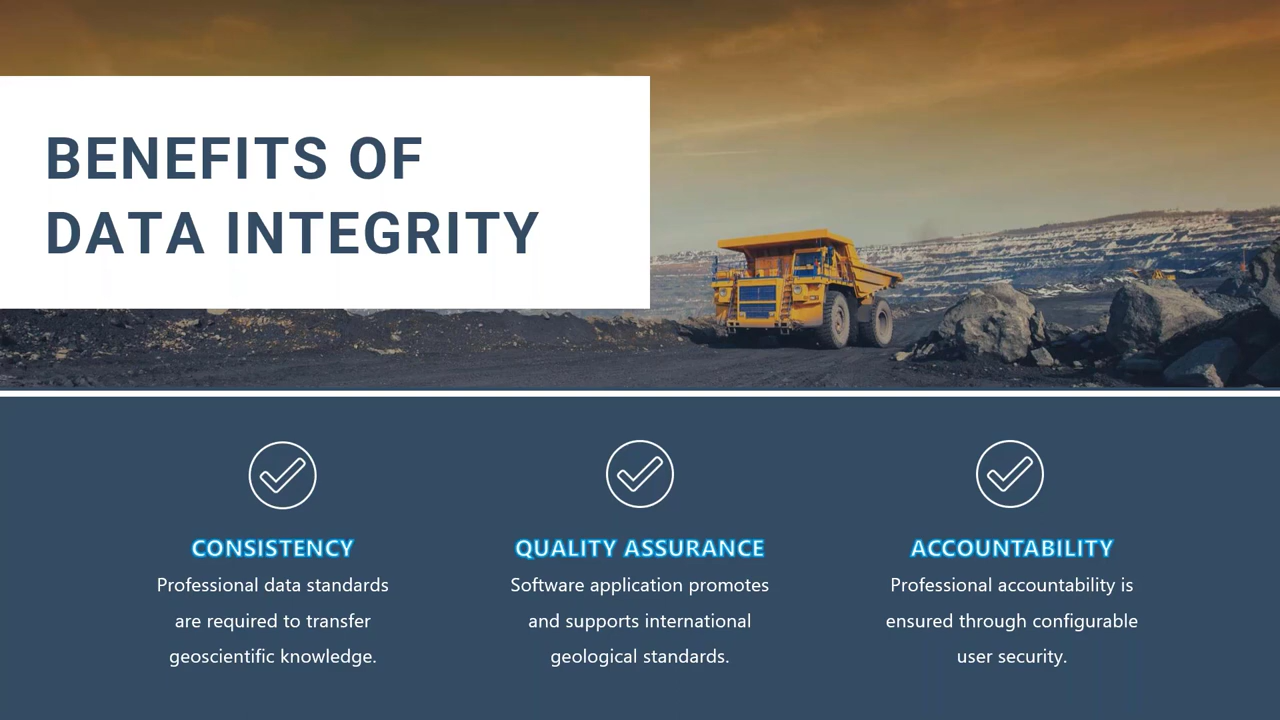 BENEFITS OF
DATA INTEGRITY
CONSISTENCY
Professional data standards
are required to transfer
geoscientific knowledge.
QUALITY ASSURANCE
Software application promotes
and supports international
geological standards.
ACCOUNTABILITY
Professional accountability is
ensured through configurable
user security.